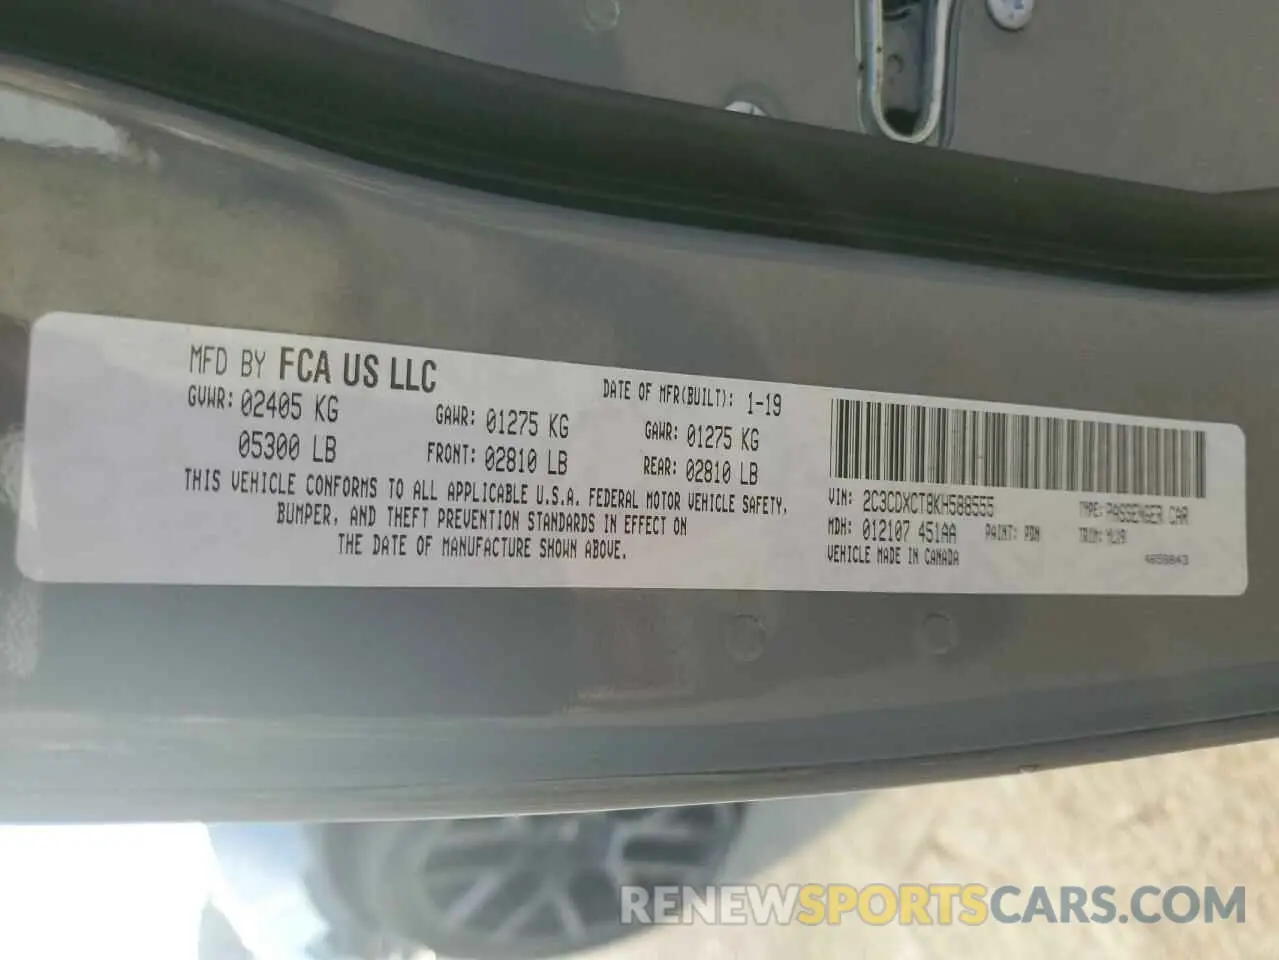 MFD BY FCA US LLC
DATE OF MFR(BUILT): 1-19
GVWR: 02405 KG
GAWR: 01275 KG
GAWR: 01275 KG
05300 LB
FRONT: 02810 LB
REAR: 02810 LB
THIS VEHICLE CONFORMS TO ALL APPLICABLE U.S.A. FEDERAL MOTOR VEHICLE SAFETY,
BUMPER, AND THEFT PREVENTION STANDARDS IN EFFECT ON
THE DATE OF MANUFACTURE SHOWN ABOVE.
VIN: 2C3CDXCT8KH588555
TYPE: PASSENGER CAR
MDH: 012107 451AA
PAINT: PDN
TRIM:
VEHICLE MADE IN CANADA
RENEWSPORTSCARS.COM